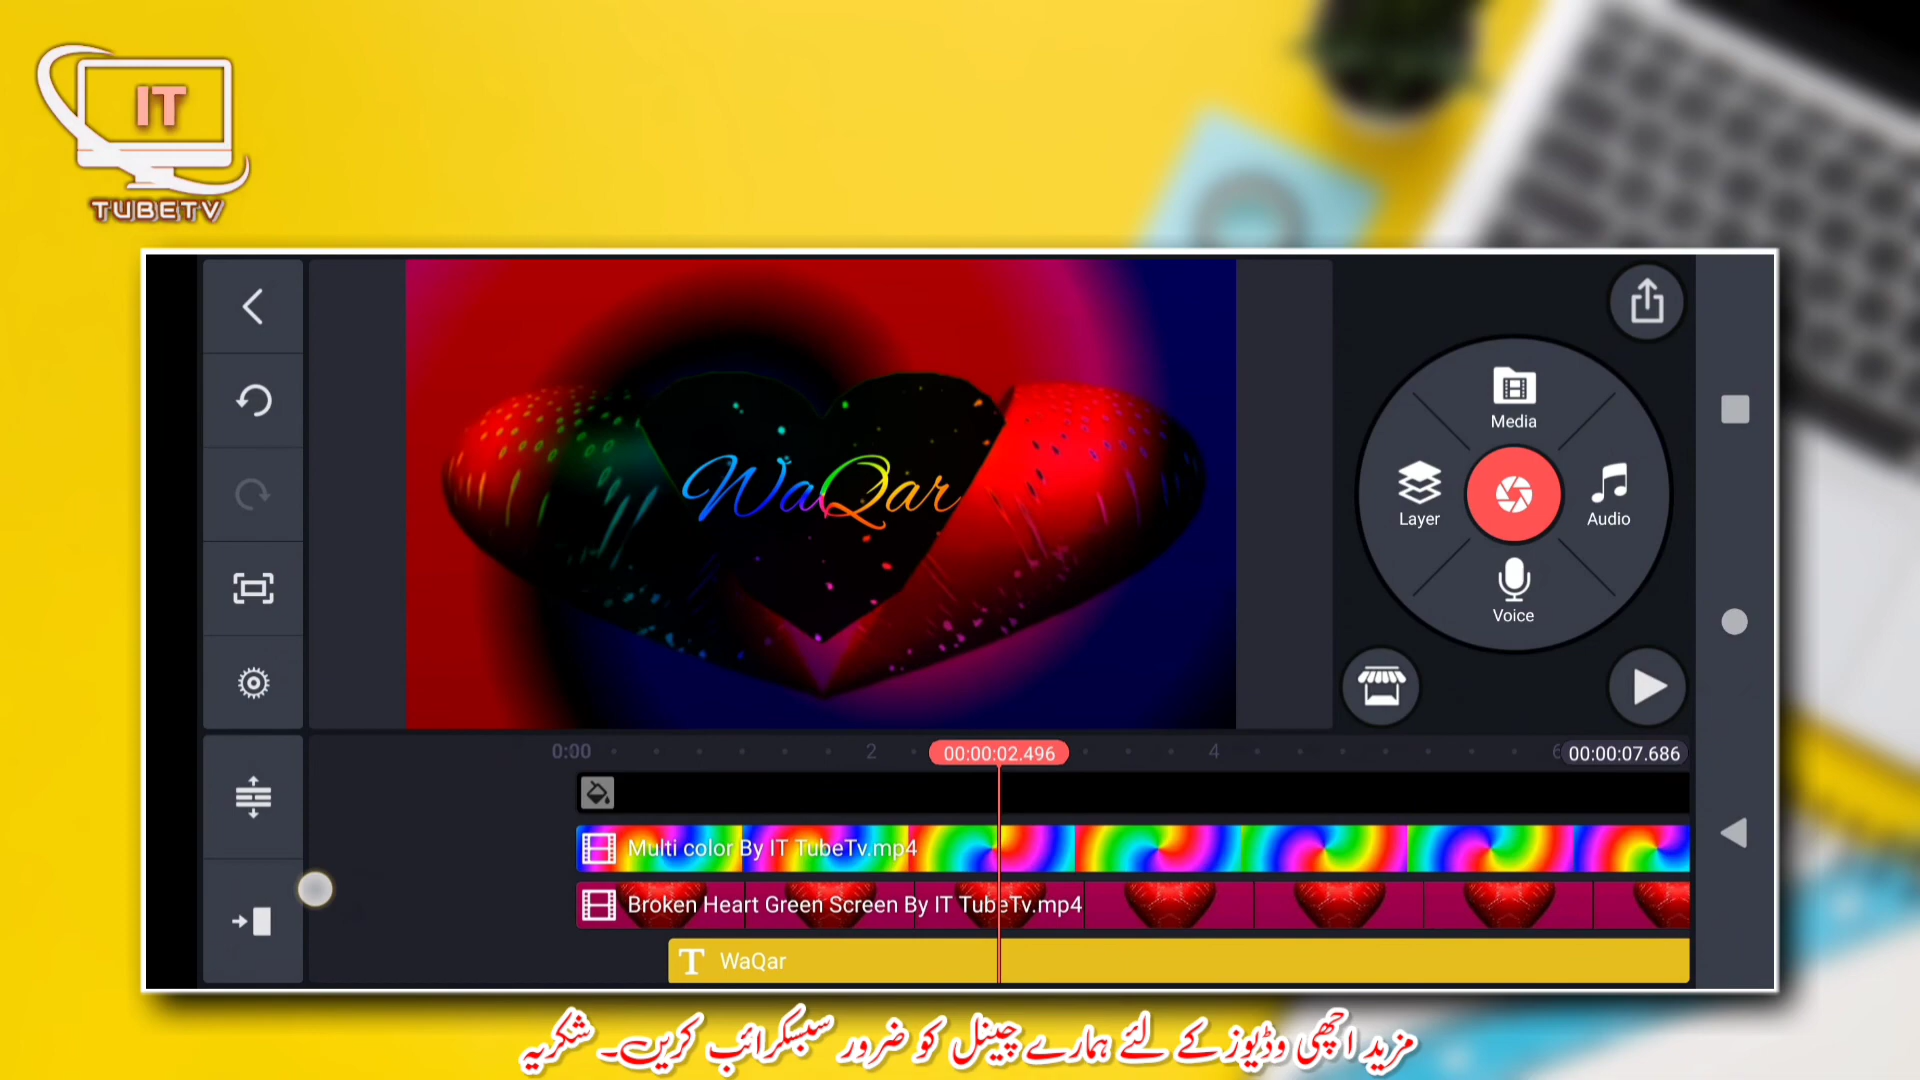 IT
TUBETV
WaQar
Media
Layer
Audio
Voice
0:00
2
00:00:02.496
4
6
00:00:07.686
Multi color By IT TubeTv.mp4
Broken Heart Green Screen By IT TubeTv.mp4
T WaQar
مزید اچھی وڈیوز کے لئے ہمارے چینل کو ضرور سبسکرائب کریں۔ شکریہ